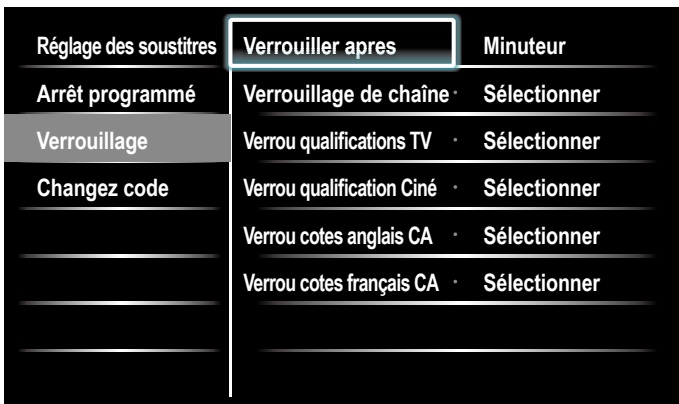 Réglage des soustitres Verrouiller apres Minuteur
Arrêt programmé Verrouillage de chaîne · Sélectionner
Verrouillage Verrou qualifications TV · Sélectionner
Changez code Verrou qualification Ciné · Sélectionner
Verrou cotes anglais CA · Sélectionner
Verrou cotes français CA · Sélectionner